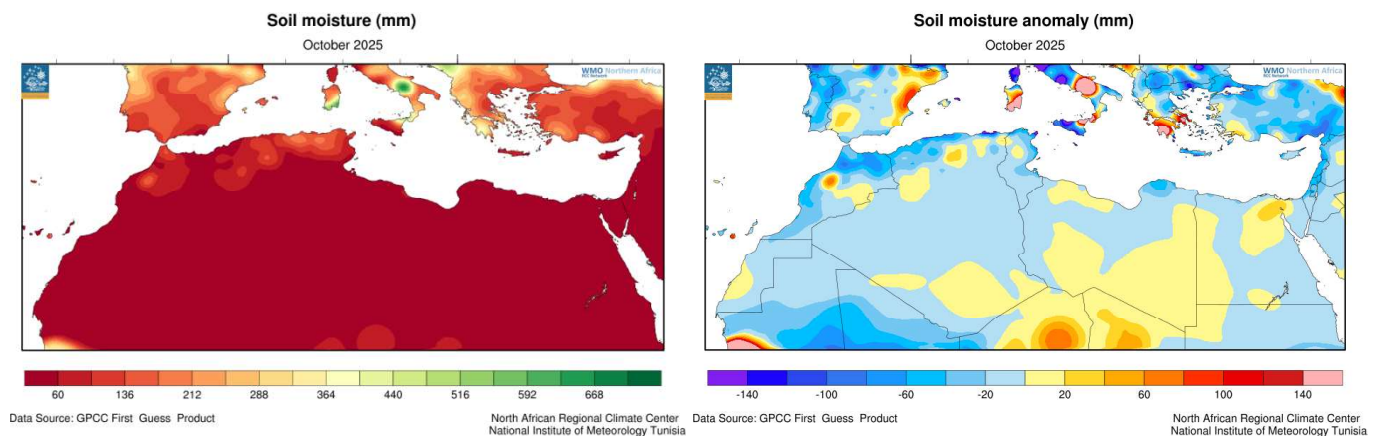 Soil moisture (mm)
October 2025
WMO Northern Africa
RCC Network
60 136 212 288 364 440 516 592 668
Data Source: GPCC First Guess Product
North African Regional Climate Center
National Institute of Meteorology Tunisia
Soil moisture anomaly (mm)
October 2025
WMO Northern Africa
RCC Network
-140 -100 -60 -20 20 60 100 140
Data Source: GPCC First Guess Product
North African Regional Climate Center
National Institute of Meteorology Tunisia